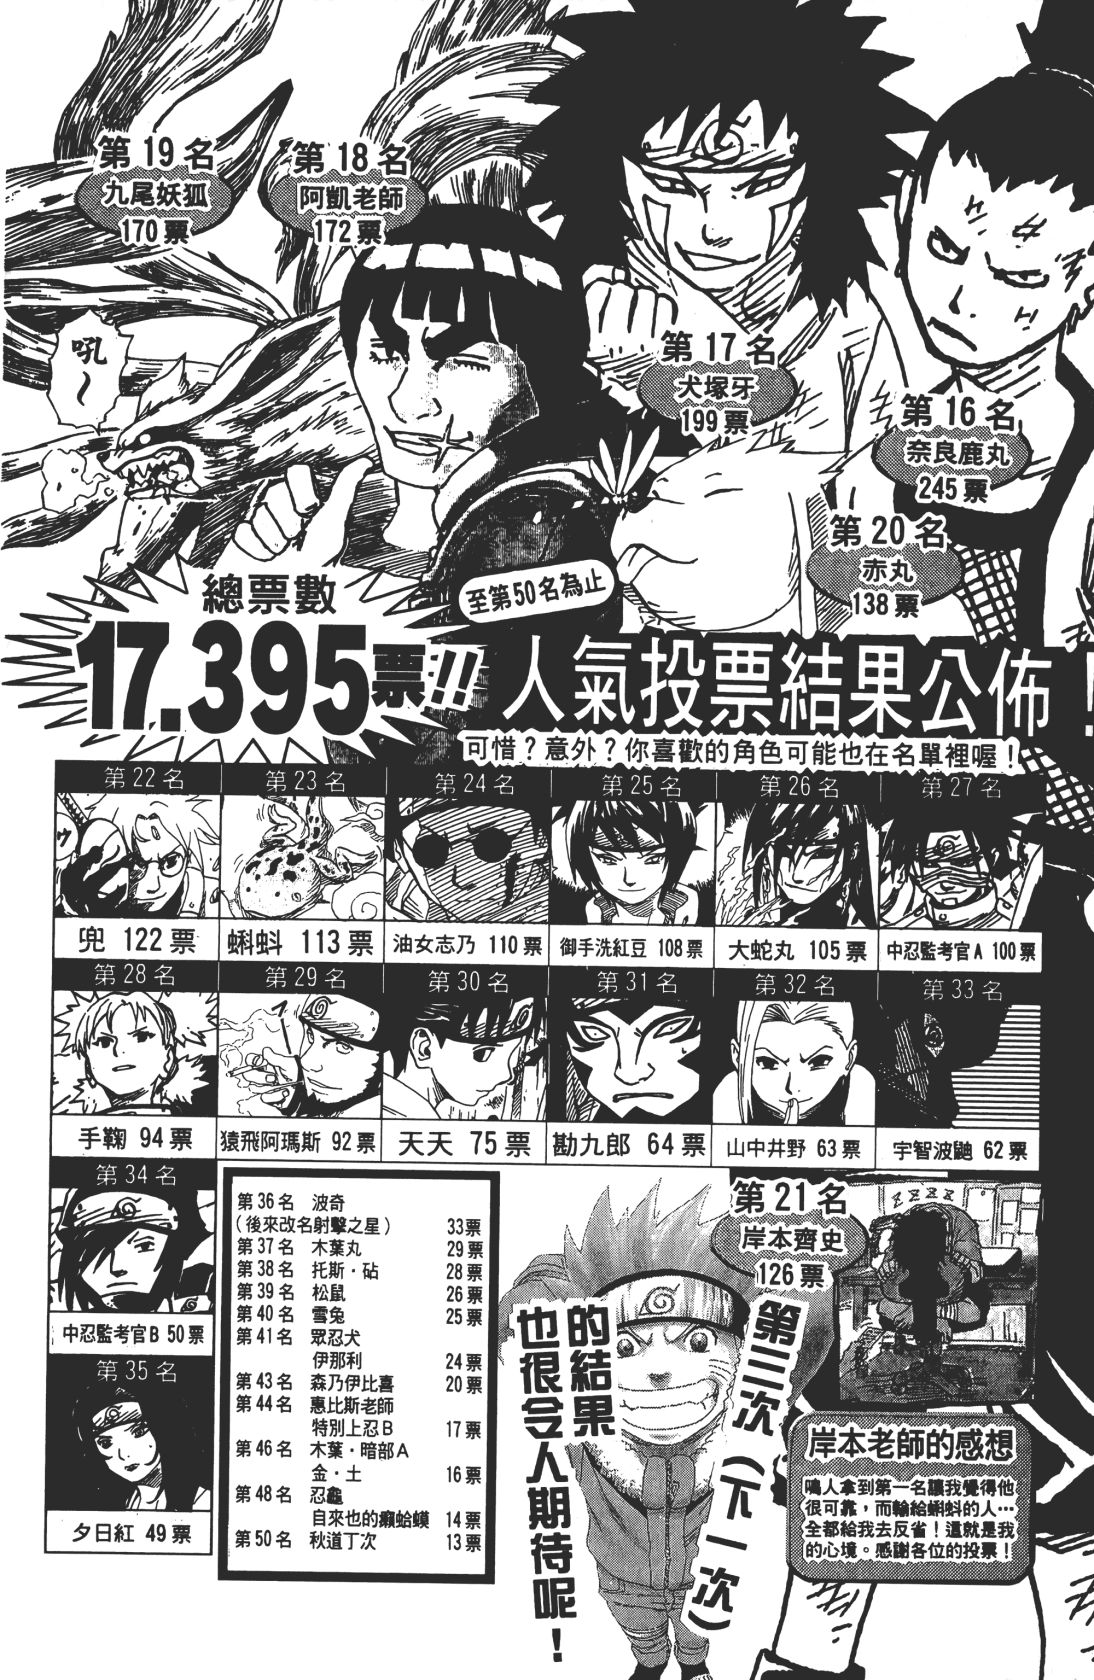 第19名
九尾妖狐
170票
第18名
阿凱老師
172票
第17名
犬塚牙
199票
第16名
奈良鹿丸
245票
第20名
赤丸
138票
吼～
總票數
17.395票!!
至第50名為止
人氣投票結果公佈！
可惜？意外？你喜歡的角色可能也在名單裡喔！
第22名
兜 122票
第23名
蝌蚪 113票
第24名
油女志乃 110票
第25名
御手洗紅豆 108票
第26名
大蛇丸 105票
第27名
中忍監考官A 100票
第28名
手鞠 94票
第29名
猿飛阿瑪斯 92票
第30名
天天 75票
第31名
勘九郎 64票
第32名
山中井野 63票
第33名
宇智波鼬 62票
第34名
中忍監考官B 50票
第35名
夕日紅 49票
第36名 波奇
（後來改名射擊之星） 33票
第37名 木葉丸 29票
第38名 托斯・砧 28票
第39名 松鼠 26票
第40名 雪兔 25票
第41名 眾忍犬
伊那利 24票
第43名 森乃伊比喜 20票
第44名 惠比斯老師
特別上忍B 17票
第46名 木葉・暗部A
金・土 16票
第48名 忍龜
自來也的癩蛤蟆 14票
第50名 秋道丁次 13票
第21名
岸本齊史
126票
第三次（下一次）
的結果
也很令人期待呢！
岸本老師的感想
鳴人拿到第一名讓我覺得他
很可靠，而輸給蝌蚪的人…
全都給我去反省！這就是我
的心境。感謝各位的投票！